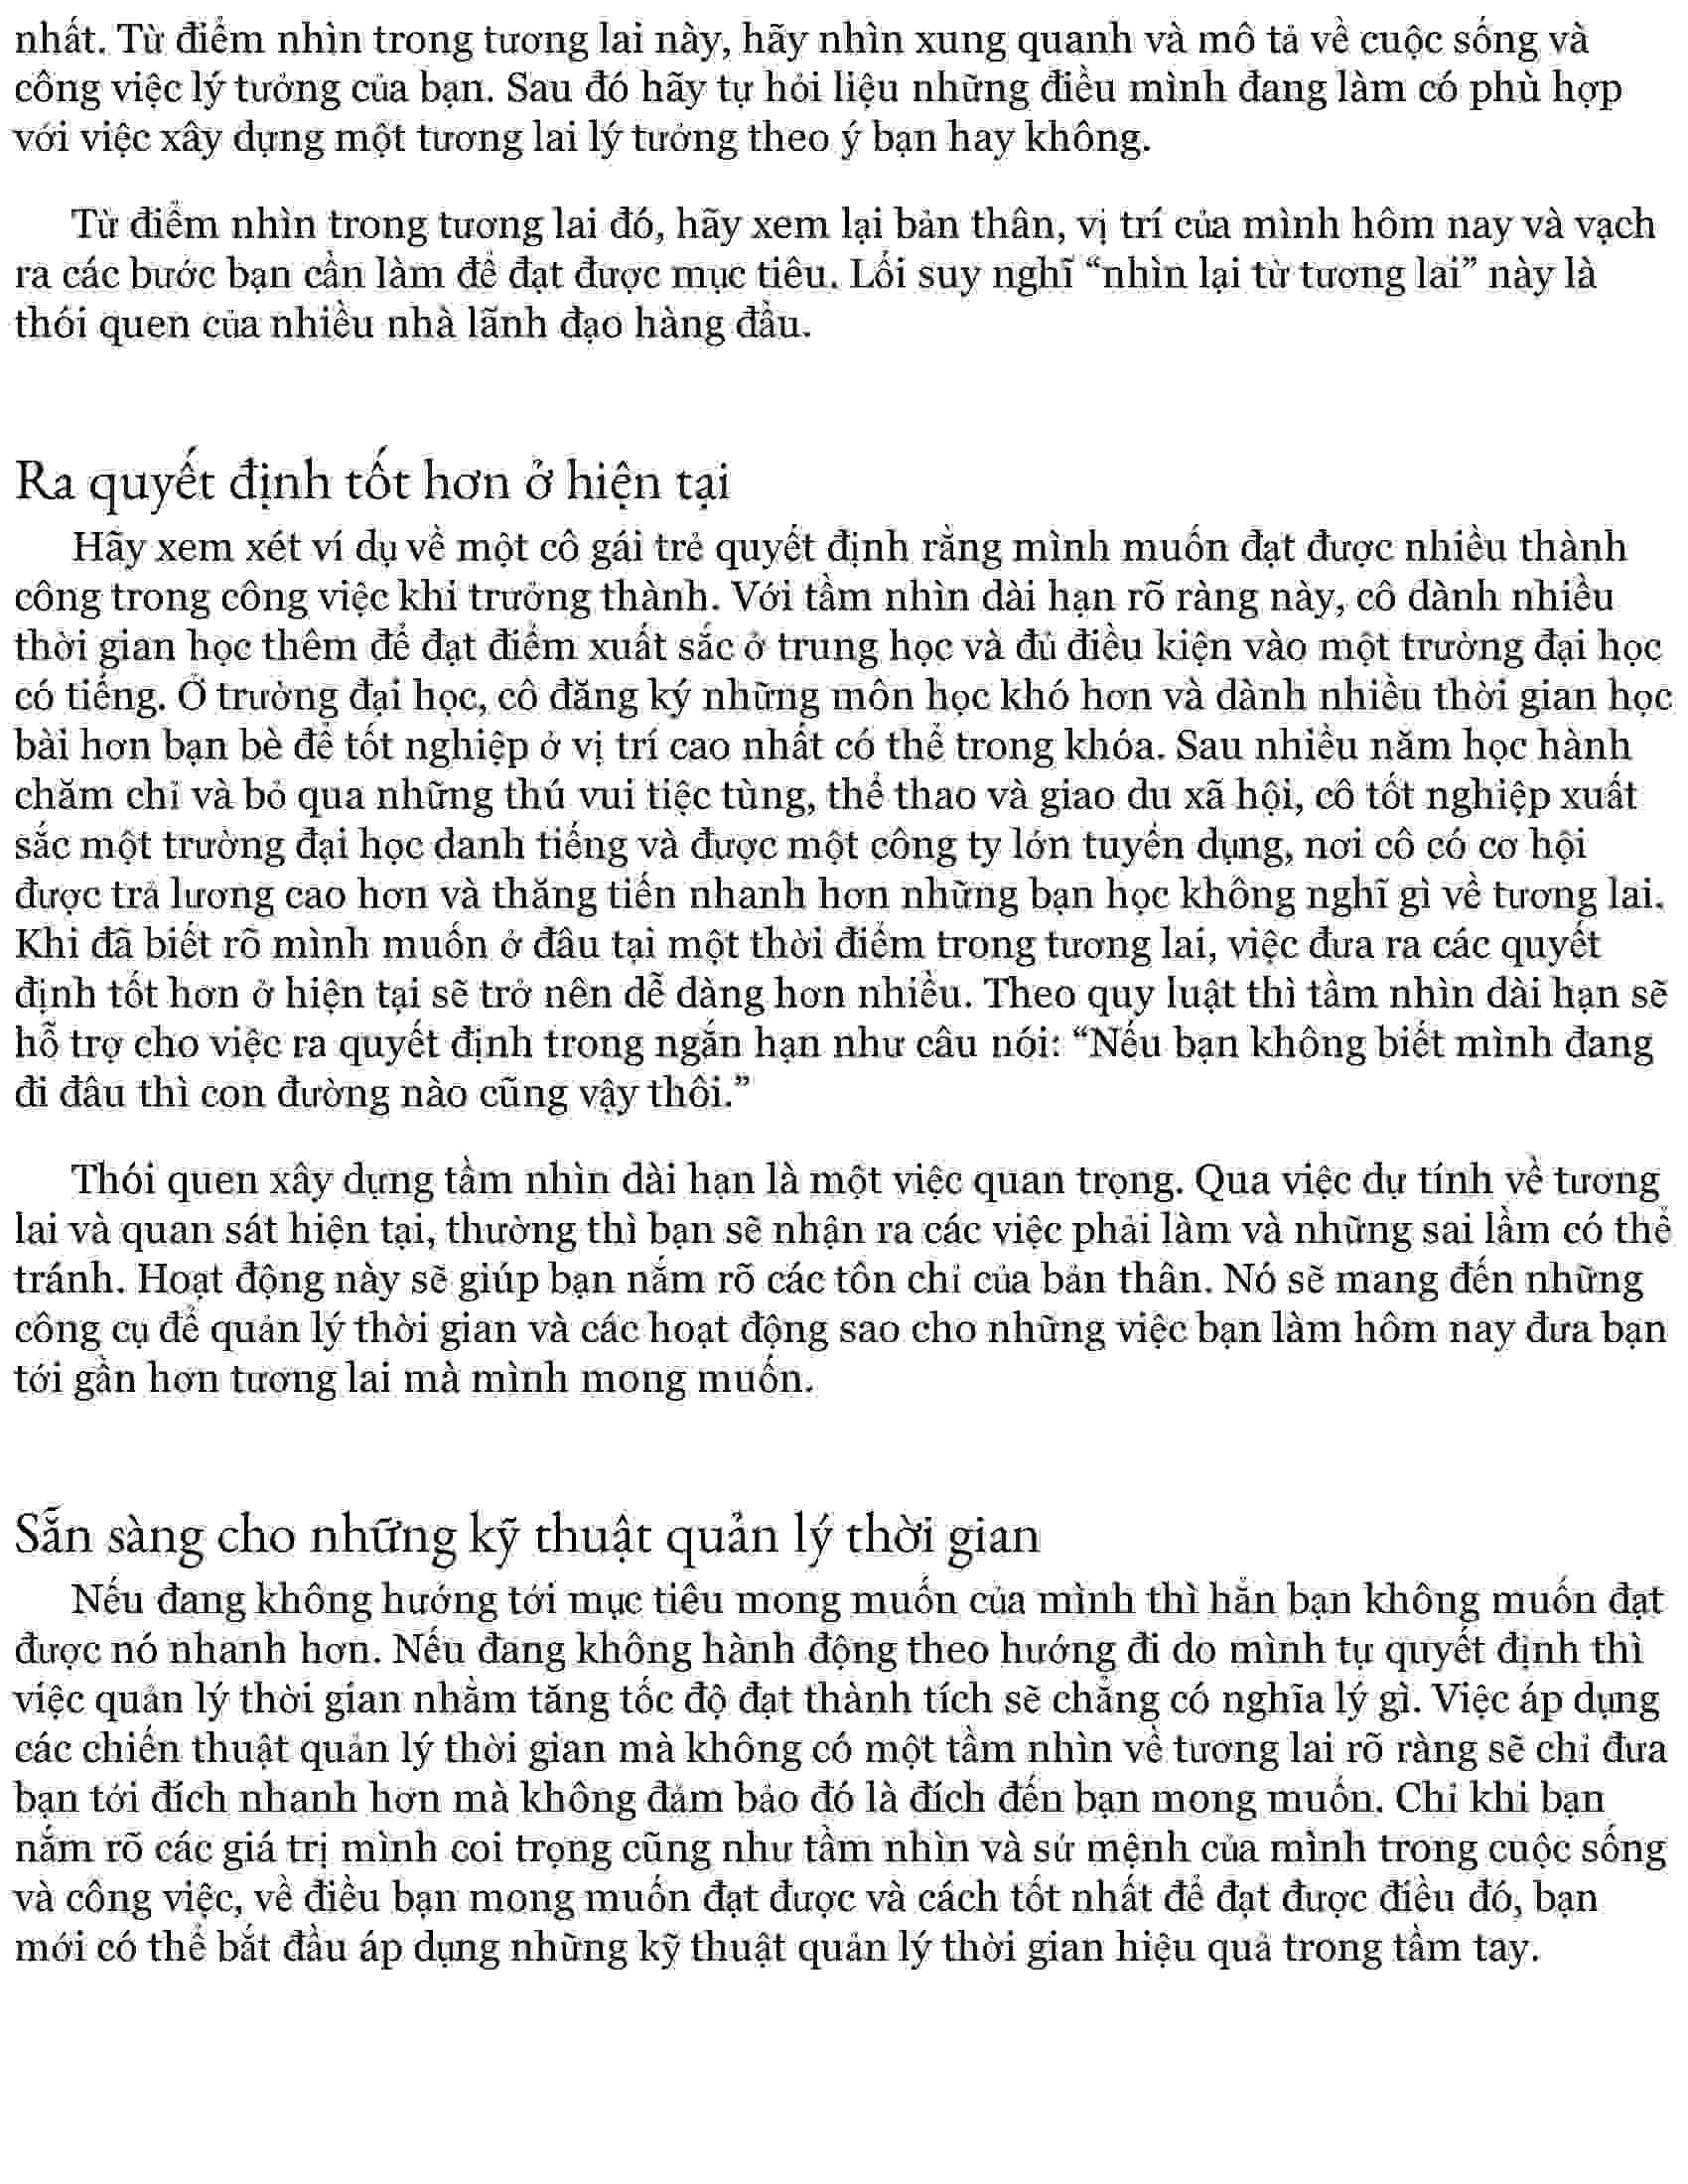 nhất. Từ điểm nhìn trong tương lai này, hãy nhìn xung quanh và mô tả về cuộc sống và
công việc lý tưởng của bạn. Sau đó hãy tự hỏi liệu những điều mình đang làm có phù hợp
với việc xây dựng một tương lai lý tưởng theo ý bạn hay không.
Từ điểm nhìn trong tương lai đó, hãy xem lại bản thân, vị trí của mình hôm nay và vạch
ra các bước bạn cần làm để đạt được mục tiêu. Lối suy nghĩ “nhìn lại từ tương lai” này là
thói quen của nhiều nhà lãnh đạo hàng đầu.
Ra quyết định tốt hơn ở hiện tại
Hãy xem xét ví dụ về một cô gái trẻ quyết định rằng mình muốn đạt được nhiều thành
công trong công việc khi trưởng thành. Với tầm nhìn dài hạn rõ ràng này, cô dành nhiều
thời gian học thêm để đạt điểm xuất sắc ở trung học và đủ điều kiện vào một trường đại học
có tiếng. Ở trường đại học, cô đăng ký những môn học khó hơn và dành nhiều thời gian học
bài hơn bạn bè để tốt nghiệp ở vị trí cao nhất có thể trong khóa. Sau nhiều năm học hành
chăm chỉ và bỏ qua những thú vui tiệc tùng, thể thao và giao du xã hội, cô tốt nghiệp xuất
sắc một trường đại học danh tiếng và được một công ty lớn tuyển dụng, nơi cô có cơ hội
được trả lương cao hơn và thăng tiến nhanh hơn những bạn học không nghĩ gì về tương lai.
Khi đã biết rõ mình muốn ở đâu tại một thời điểm trong tương lai, việc đưa ra các quyết
định tốt hơn ở hiện tại sẽ trở nên dễ dàng hơn nhiều. Theo quy luật thì tầm nhìn dài hạn sẽ
hỗ trợ cho việc ra quyết định trong ngắn hạn như câu nói: “Nếu bạn không biết mình đang
đi đâu thì con đường nào cũng vậy thôi.”
Thói quen xây dựng tầm nhìn dài hạn là một việc quan trọng. Qua việc dự tính về tương
lai và quan sát hiện tại, thường thì bạn sẽ nhận ra các việc phải làm và những sai lầm có thể
tránh. Hoạt động này sẽ giúp bạn nắm rõ các tôn chỉ của bản thân. Nó sẽ mang đến những
công cụ để quản lý thời gian và các hoạt động sao cho những việc bạn làm hôm nay đưa bạn
tới gần hơn tương lai mà mình mong muốn.
Sẵn sàng cho những kỹ thuật quản lý thời gian
Nếu đang không hướng tới mục tiêu mong muốn của mình thì hẳn bạn không muốn đạt
được nó nhanh hơn. Nếu đang không hành động theo hướng đi do mình tự quyết định thì
việc quản lý thời gian nhằm tăng tốc độ đạt thành tích sẽ chẳng có nghĩa lý gì. Việc áp dụng
các chiến thuật quản lý thời gian mà không có một tầm nhìn về tương lai rõ ràng sẽ chỉ đưa
bạn tới đích nhanh hơn mà không đảm bảo đó là đích đến bạn mong muốn. Chỉ khi bạn
nắm rõ các giá trị mình coi trọng cũng như tầm nhìn và sứ mệnh của mình trong cuộc sống
và công việc, về điều bạn mong muốn đạt được và cách tốt nhất để đạt được điều đó, bạn
mới có thể bắt đầu áp dụng những kỹ thuật quản lý thời gian hiệu quả trong tầm tay.